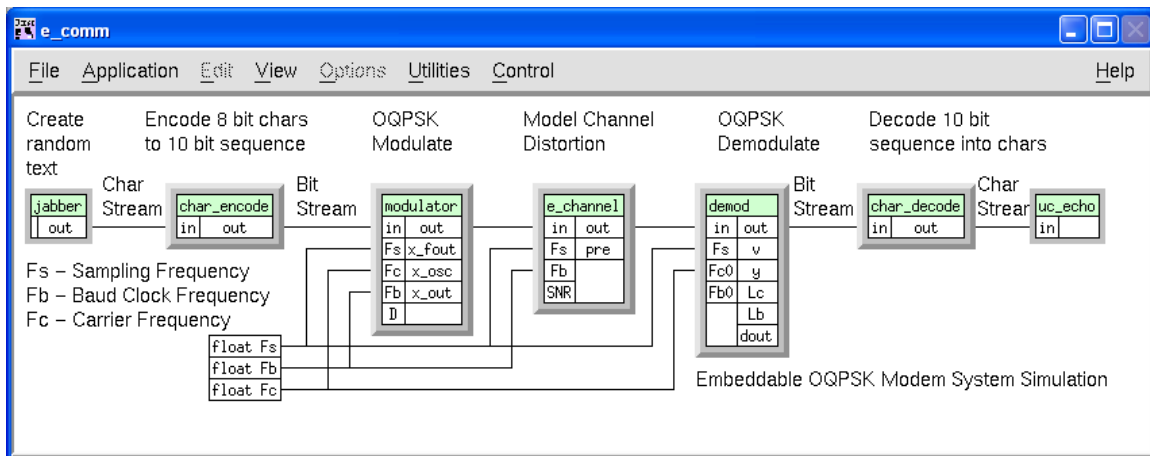 e_comm
File Application Edit View Options Utilities Control Help
Create
random
text
Encode 8 bit chars
to 10 bit sequence
OQPSK
Modulate
Model Channel
Distortion
OQPSK
Demodulate
Decode 10 bit
sequence into chars
Char
Stream
Bit
Stream
Bit
Stream
Char
Strear
jabber
out
char_encode
in out
modulator
in out
Fs x_fout
Fc x_osc
Fb x_out
D
e_channel
in out
Fs pre
Fb
SNR
demod
in out
Fs v
Fc0 y
Fb0 Lc
Lb
dout
char_decode
in out
uc_echo
in
Fs – Sampling Frequency
Fb – Baud Clock Frequency
Fc – Carrier Frequency
float Fs
float Fb
float Fc
Embeddable OQPSK Modem System Simulation